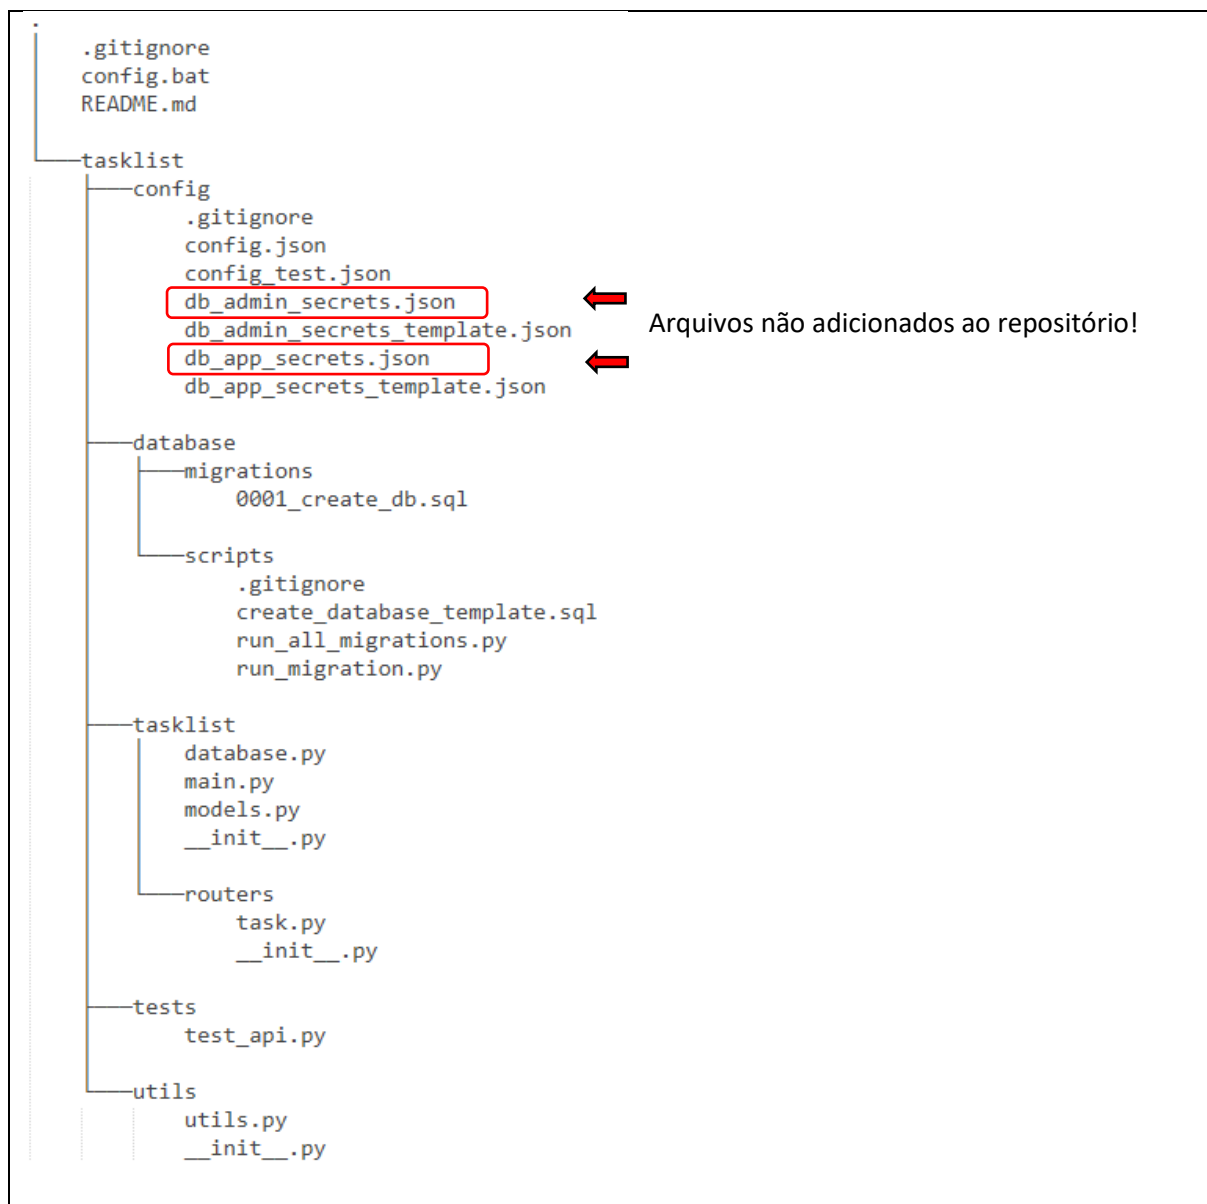 .
.gitignore
config.bat
README.md
tasklist
config
.gitignore
config.json
config_test.json
db_admin_secrets.json
db_admin_secrets_template.json
Arquivos não adicionados ao repositório!
db_app_secrets.json
db_app_secrets_template.json
database
migrations
0001_create_db.sql
scripts
.gitignore
create_database_template.sql
run_all_migrations.py
run_migration.py
tasklist
database.py
main.py
models.py
__init__.py
routers
task.py
__init__.py
tests
test_api.py
utils
utils.py
__init__.py